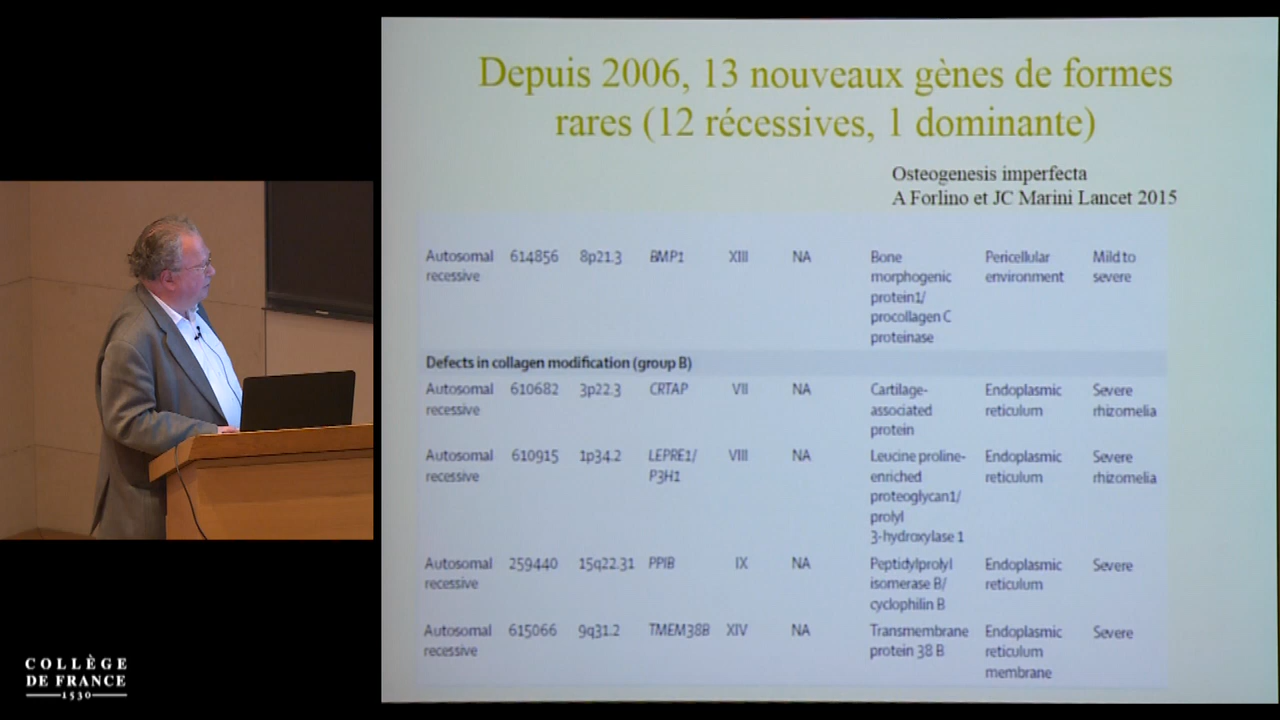 Depuis 2006, 13 nouveaux gènes de formes
rares (12 récessives, 1 dominante)
Osteogenesis imperfecta
A Forlino et JC Marini Lancet 2015
Autosomal recessive 614856 8p21.3 BMP1 XIII NA Bone morphogenic protein1/ procollagen C proteinase Pericellular environment Mild to severe
Defects in collagen modification (group B)
Autosomal recessive 610682 3p22.3 CRTAP VII NA Cartilage-associated protein Endoplasmic reticulum Severe rhizomelia
Autosomal recessive 610915 1p34.2 LEPRE1/ P3H1 VIII NA Leucine proline-enriched proteoglycan1/ prolyl 3-hydroxylase 1 Endoplasmic reticulum Severe rhizomelia
Autosomal recessive 259440 15q22.31 PPIB IX NA Peptidylprolyl isomerase B/ cyclophilin B Endoplasmic reticulum Severe
Autosomal recessive 615066 9q31.2 TMEM38B XIV NA Transmembrane protein 38 B Endoplasmic reticulum membrane Severe
COLLÈGE
DE FRANCE
1530